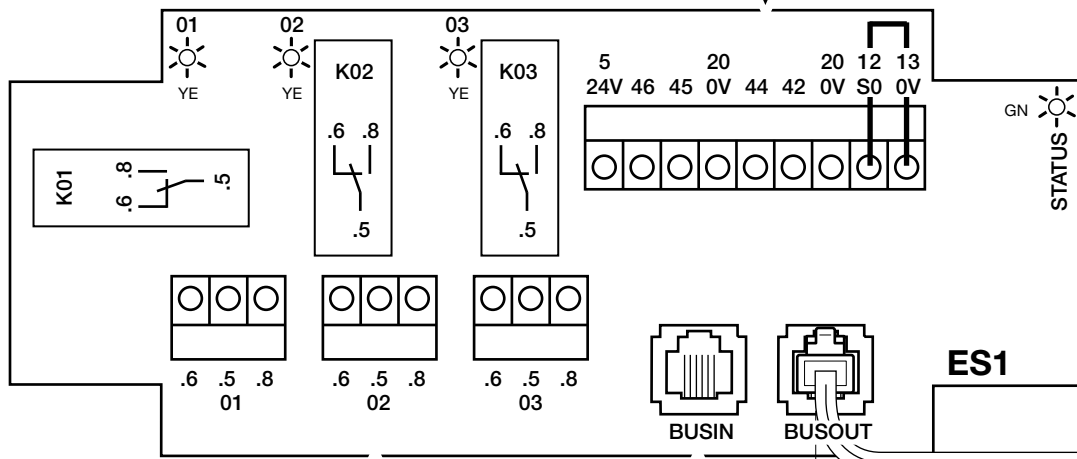 01 02 03
YE YE YE
K01 .8 .6 .5
K02
.6 .8
.5
K03
.6 .8
.5
5 20 20 12 13
24V 46 45 0V 44 42 0V S0 0V
GN
STATUS
.6 .5 .8
01
.6 .5 .8
02
.6 .5 .8
03
BUSIN
BUSOUT
ES1